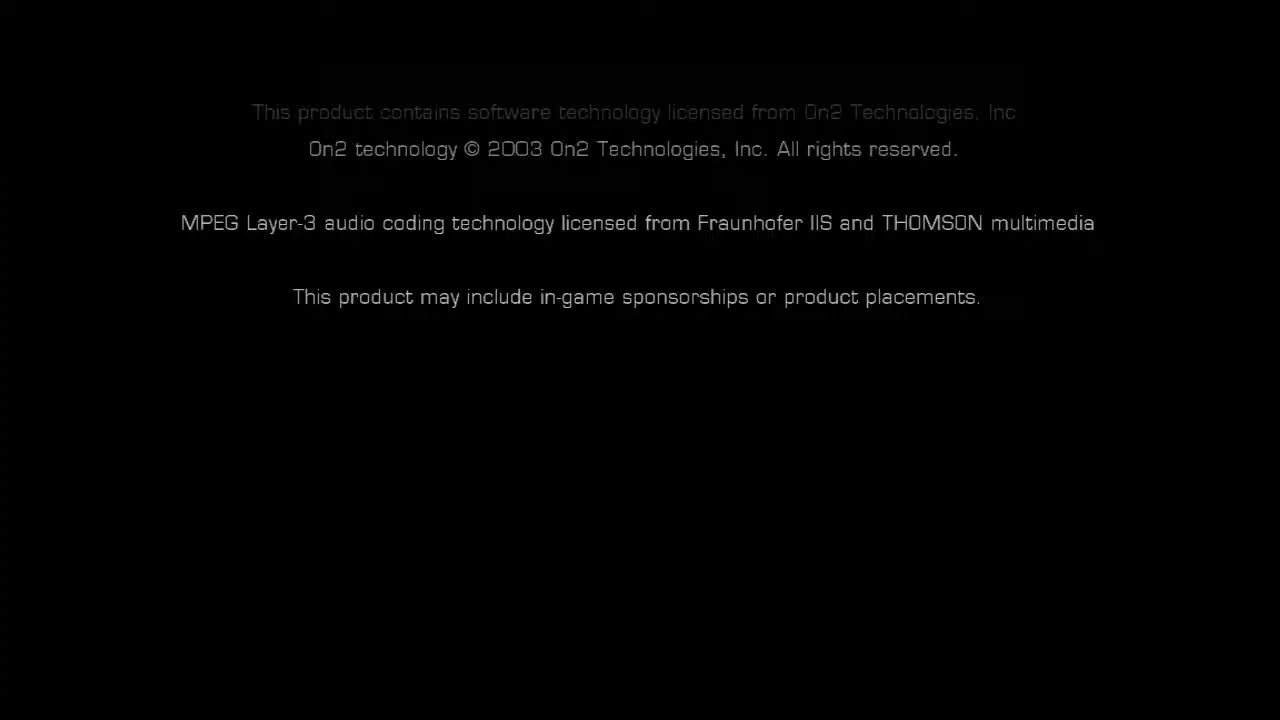 This product contains software technology licensed from On2 Technologies, Inc
On2 technology © 2003 On2 Technologies, Inc. All rights reserved.
MPEG Layer-3 audio coding technology licensed from Fraunhofer IIS and THOMSON multimedia
This product may include in-game sponsorships or product placements.